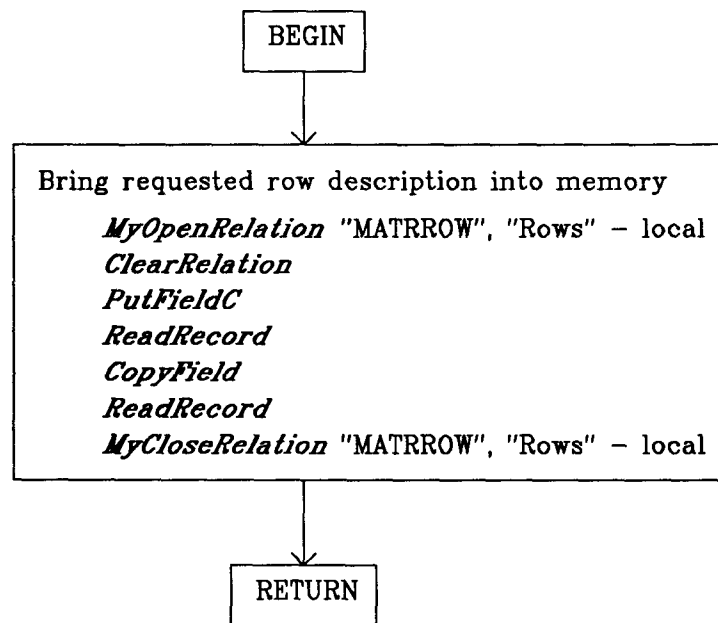 BEGIN
Bring requested row description into memory
MyOpenRelation "MATRROW", "Rows" – local
ClearRelation
PutFieldC
ReadRecord
CopyField
ReadRecord
MyCloseRelation "MATRROW", "Rows" – local
RETURN